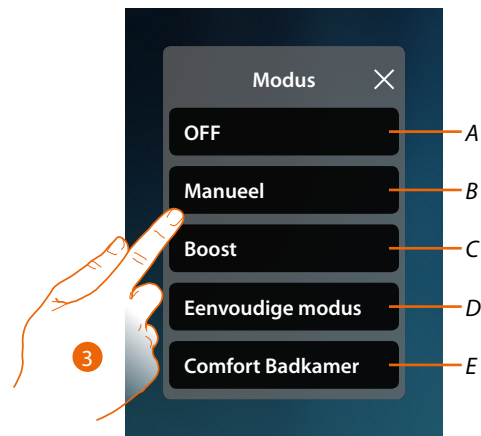 Modus
OFF
A
Manueel
B
Boost
C
Eenvoudige modus
D
3
Comfort Badkamer
E